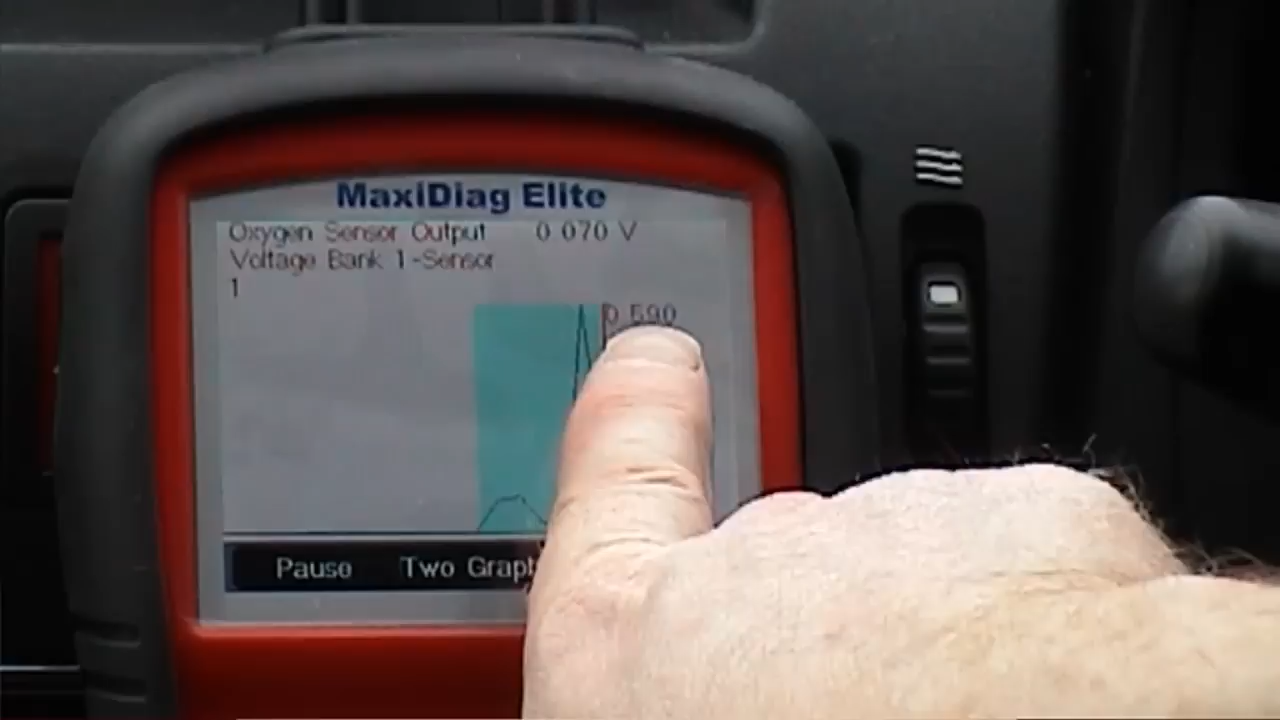 MaxiDiag Elite
Oxygen Sensor Output 0 070 V
Voltage Bank 1-Sensor
1
0 590
Pause Two Graph